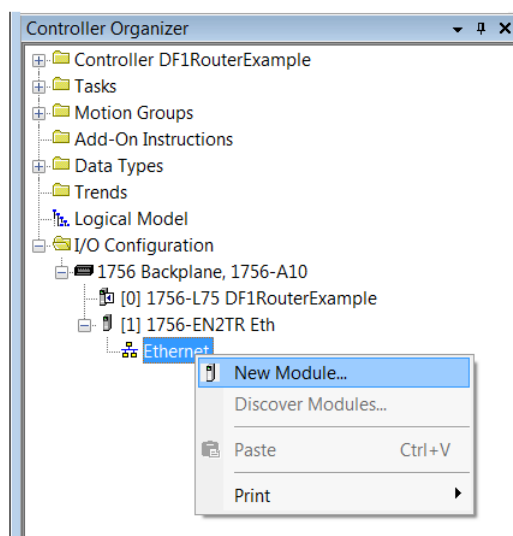 Controller Organizer
Controller DF1RouterExample
Tasks
Motion Groups
Add-On Instructions
Data Types
Trends
Logical Model
I/O Configuration
1756 Backplane, 1756-A10
[0] 1756-L75 DF1RouterExample
[1] 1756-EN2TR Eth
Ethernet
New Module...
Discover Modules...
Paste Ctrl+V
Print